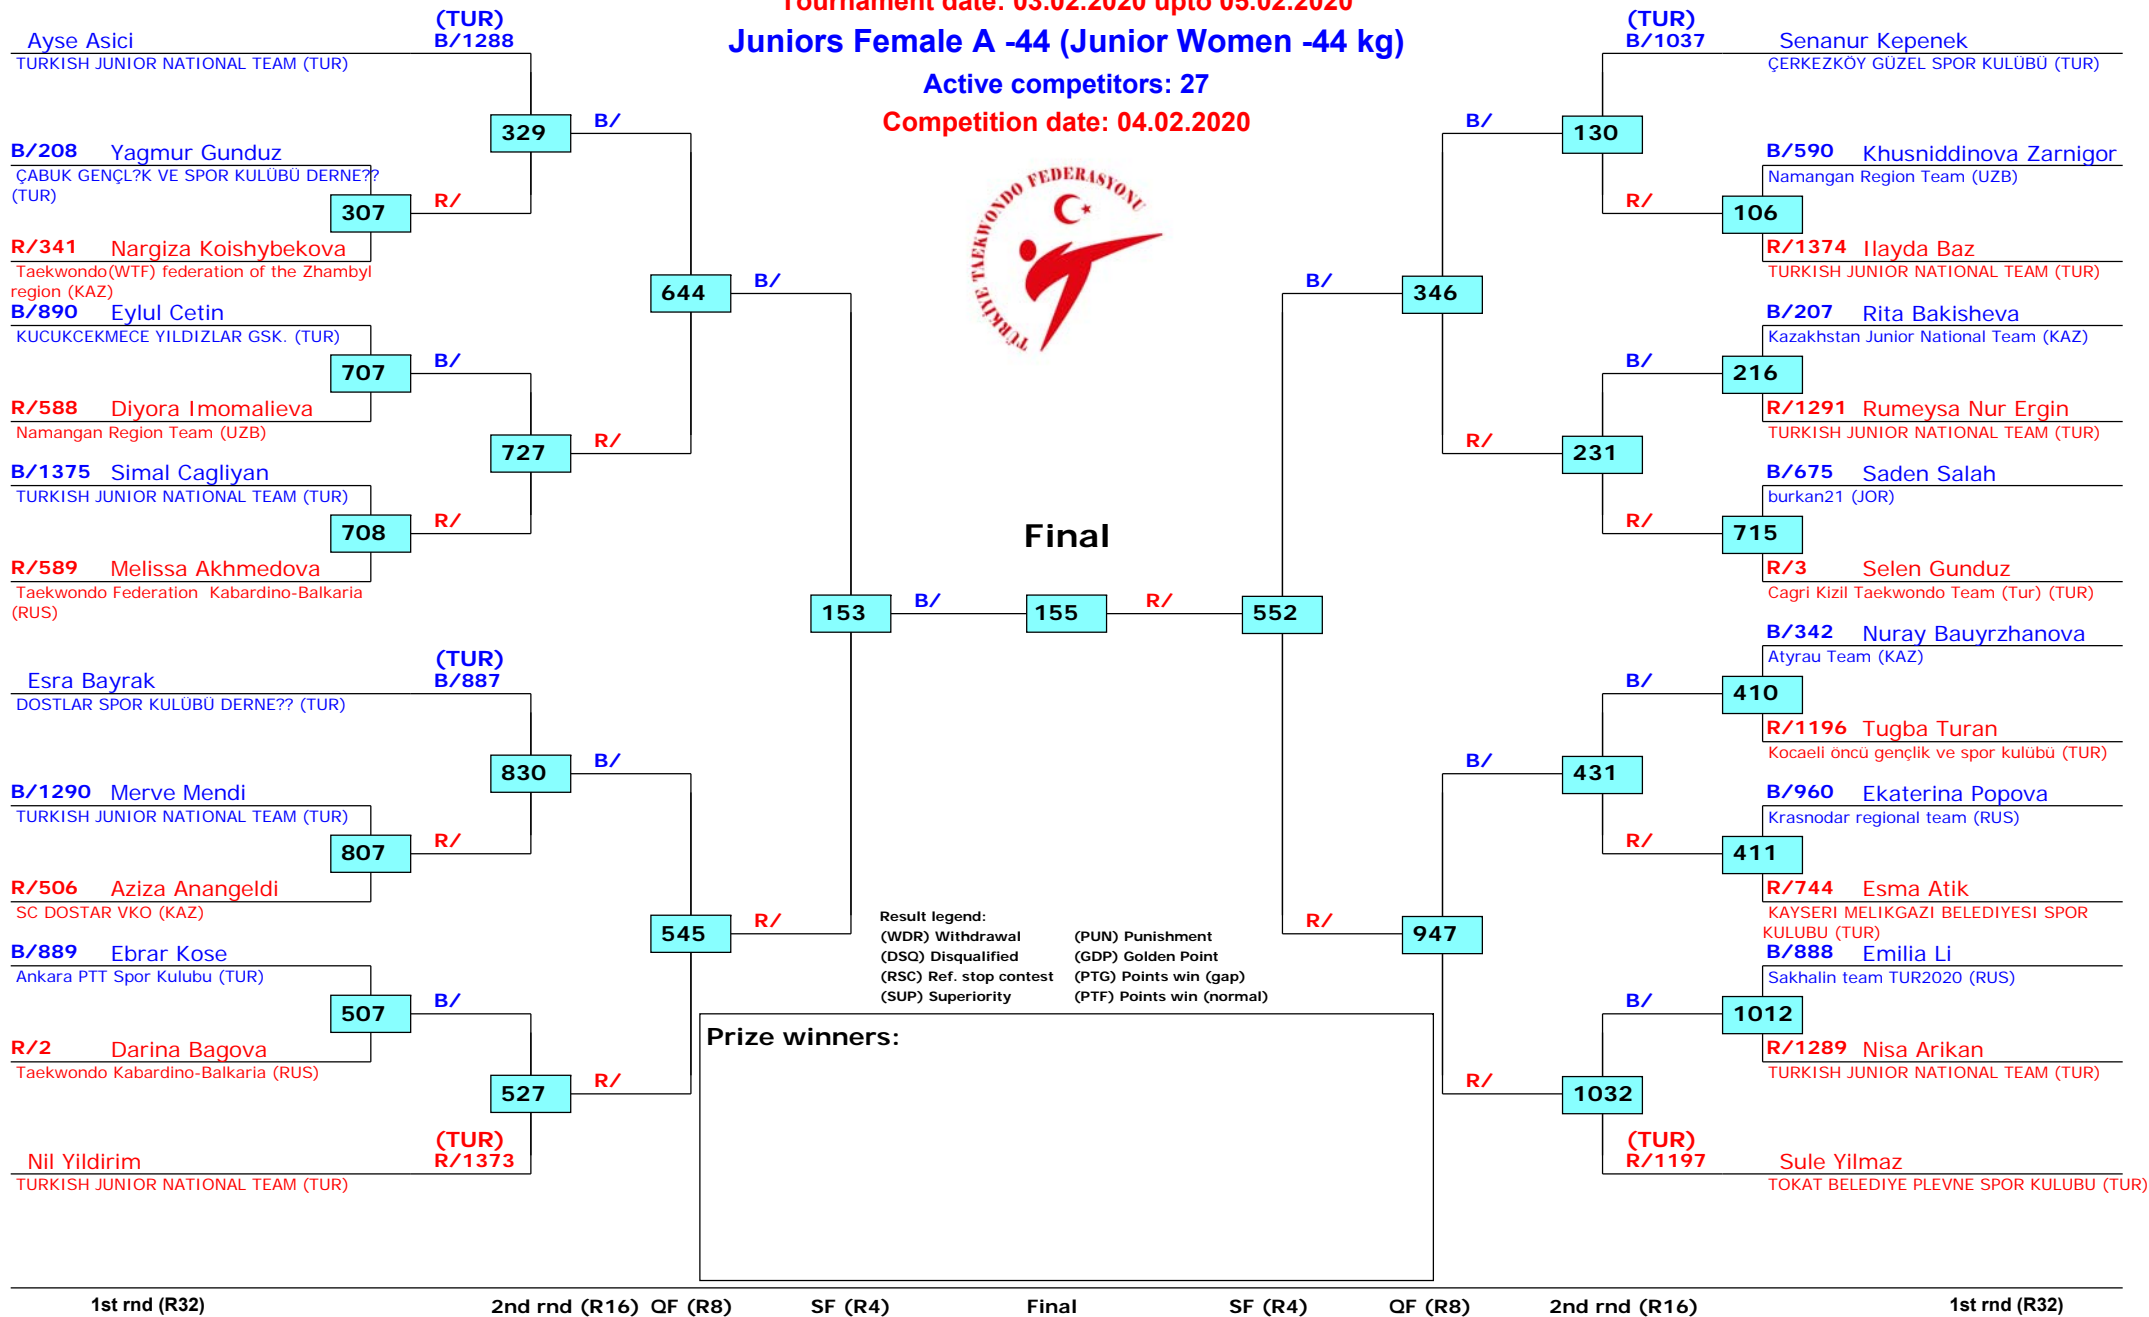 Tournament date: 03.02.2020 upto 05.02.2020
Juniors Female A -44 (Junior Women -44 kg)
Active competitors: 27
Competition date: 04.02.2020
TÜRKİYE TAEKWONDO FEDERASYONU
Ayse Asici
(TUR)
B/1288
TURKISH JUNIOR NATIONAL TEAM (TUR)
329
B/
B/208 Yagmur Gunduz
ÇABUK GENÇL?K VE SPOR KULÜBÜ DERNE??
(TUR)
307
R/
R/341 Nargiza Koishybekova
Taekwondo(WTF) federation of the Zhambyl
region (KAZ)
644
B/
B/890 Eylul Cetin
KUCUKCEKMECE YILDIZLAR GSK. (TUR)
707
B/
R/588 Diyora Imomalieva
Namangan Region Team (UZB)
727
R/
B/1375 Simal Cagliyan
TURKISH JUNIOR NATIONAL TEAM (TUR)
708
R/
R/589 Melissa Akhmedova
Taekwondo Federation Kabardino-Balkaria
(RUS)
153
B/
Esra Bayrak
(TUR)
B/887
DOSTLAR SPOR KULÜBÜ DERNE?? (TUR)
830
B/
B/1290 Merve Mendi
TURKISH JUNIOR NATIONAL TEAM (TUR)
807
R/
R/506 Aziza Anangeldi
SC DOSTAR VKO (KAZ)
545
R/
B/889 Ebrar Kose
Ankara PTT Spor Kulubu (TUR)
507
B/
R/2 Darina Bagova
Taekwondo Kabardino-Balkaria (RUS)
527
R/
(TUR)
R/1373
Nil Yildirim
TURKISH JUNIOR NATIONAL TEAM (TUR)
Final
155
R/
552
(TUR)
B/1037 Senanur Kepenek
ÇERKEZKÖY GÜZEL SPOR KULÜBÜ (TUR)
B/
130
B/590 Khusniddinova Zarnigor
Namangan Region Team (UZB)
R/
106
R/1374 Ilayda Baz
TURKISH JUNIOR NATIONAL TEAM (TUR)
B/
346
B/207 Rita Bakisheva
Kazakhstan Junior National Team (KAZ)
B/
216
R/1291 Rumeysa Nur Ergin
TURKISH JUNIOR NATIONAL TEAM (TUR)
R/
231
B/675 Saden Salah
burkan21 (JOR)
R/
715
R/3 Selen Gunduz
Cagri Kizil Taekwondo Team (Tur) (TUR)
B/342 Nuray Bauyrzhanova
Atyrau Team (KAZ)
B/
410
R/1196 Tugba Turan
Kocaeli öncü gençlik ve spor kulübü (TUR)
B/
431
B/960 Ekaterina Popova
Krasnodar regional team (RUS)
R/
411
R/744 Esma Atik
KAYSERI MELIKGAZI BELEDIYESI SPOR
KULUBU (TUR)
R/
947
B/888 Emilia Li
Sakhalin team TUR2020 (RUS)
B/
1012
R/1289 Nisa Arikan
TURKISH JUNIOR NATIONAL TEAM (TUR)
R/
1032
(TUR)
R/1197 Sule Yilmaz
TOKAT BELEDIYE PLEVNE SPOR KULUBU (TUR)
Result legend:
(WDR) Withdrawal (PUN) Punishment
(DSQ) Disqualified (GDP) Golden Point
(RSC) Ref. stop contest (PTG) Points win (gap)
(SUP) Superiority (PTF) Points win (normal)
Prize winners:
1st rnd (R32) 2nd rnd (R16) QF (R8) SF (R4) Final SF (R4) QF (R8) 2nd rnd (R16) 1st rnd (R32)